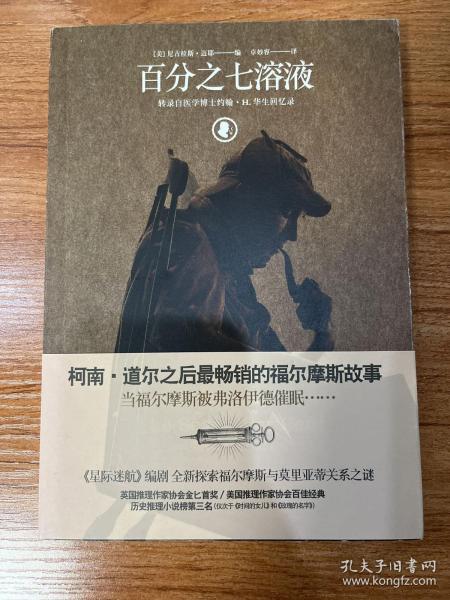 [美]尼古拉斯·迈耶——编 卓妙容——译
百分之七溶液
转录自医学博士约翰·H.华生回忆录
柯南·道尔之后最畅销的福尔摩斯故事
当福尔摩斯被弗洛伊德催眠……
《星际迷航》编剧 全新探索福尔摩斯与莫里亚蒂关系之谜
英国推理作家协会金匕首奖／美国推理作家协会百佳经典
历史推理小说榜第三名（仅次于《时间的女儿》和《玫瑰的名字》）
孔夫子旧书网
www.kongfz.com